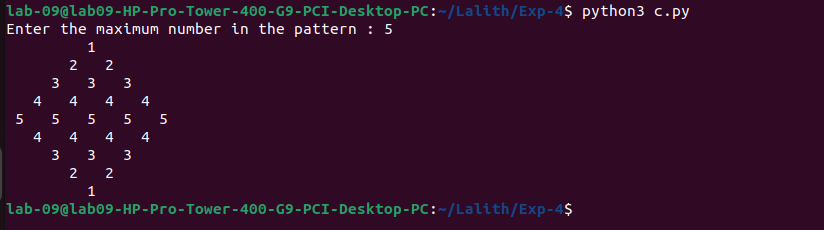 lab-09@lab09-HP-Pro-Tower-400-G9-PCI-Desktop-PC:~/Lalith/Exp-4$ python3 c.py
Enter the maximum number in the pattern : 5
         1
       2   2
     3   3   3
   4   4   4   4
 5   5   5   5   5
   4   4   4   4
     3   3   3
       2   2
         1
lab-09@lab09-HP-Pro-Tower-400-G9-PCI-Desktop-PC:~/Lalith/Exp-4$